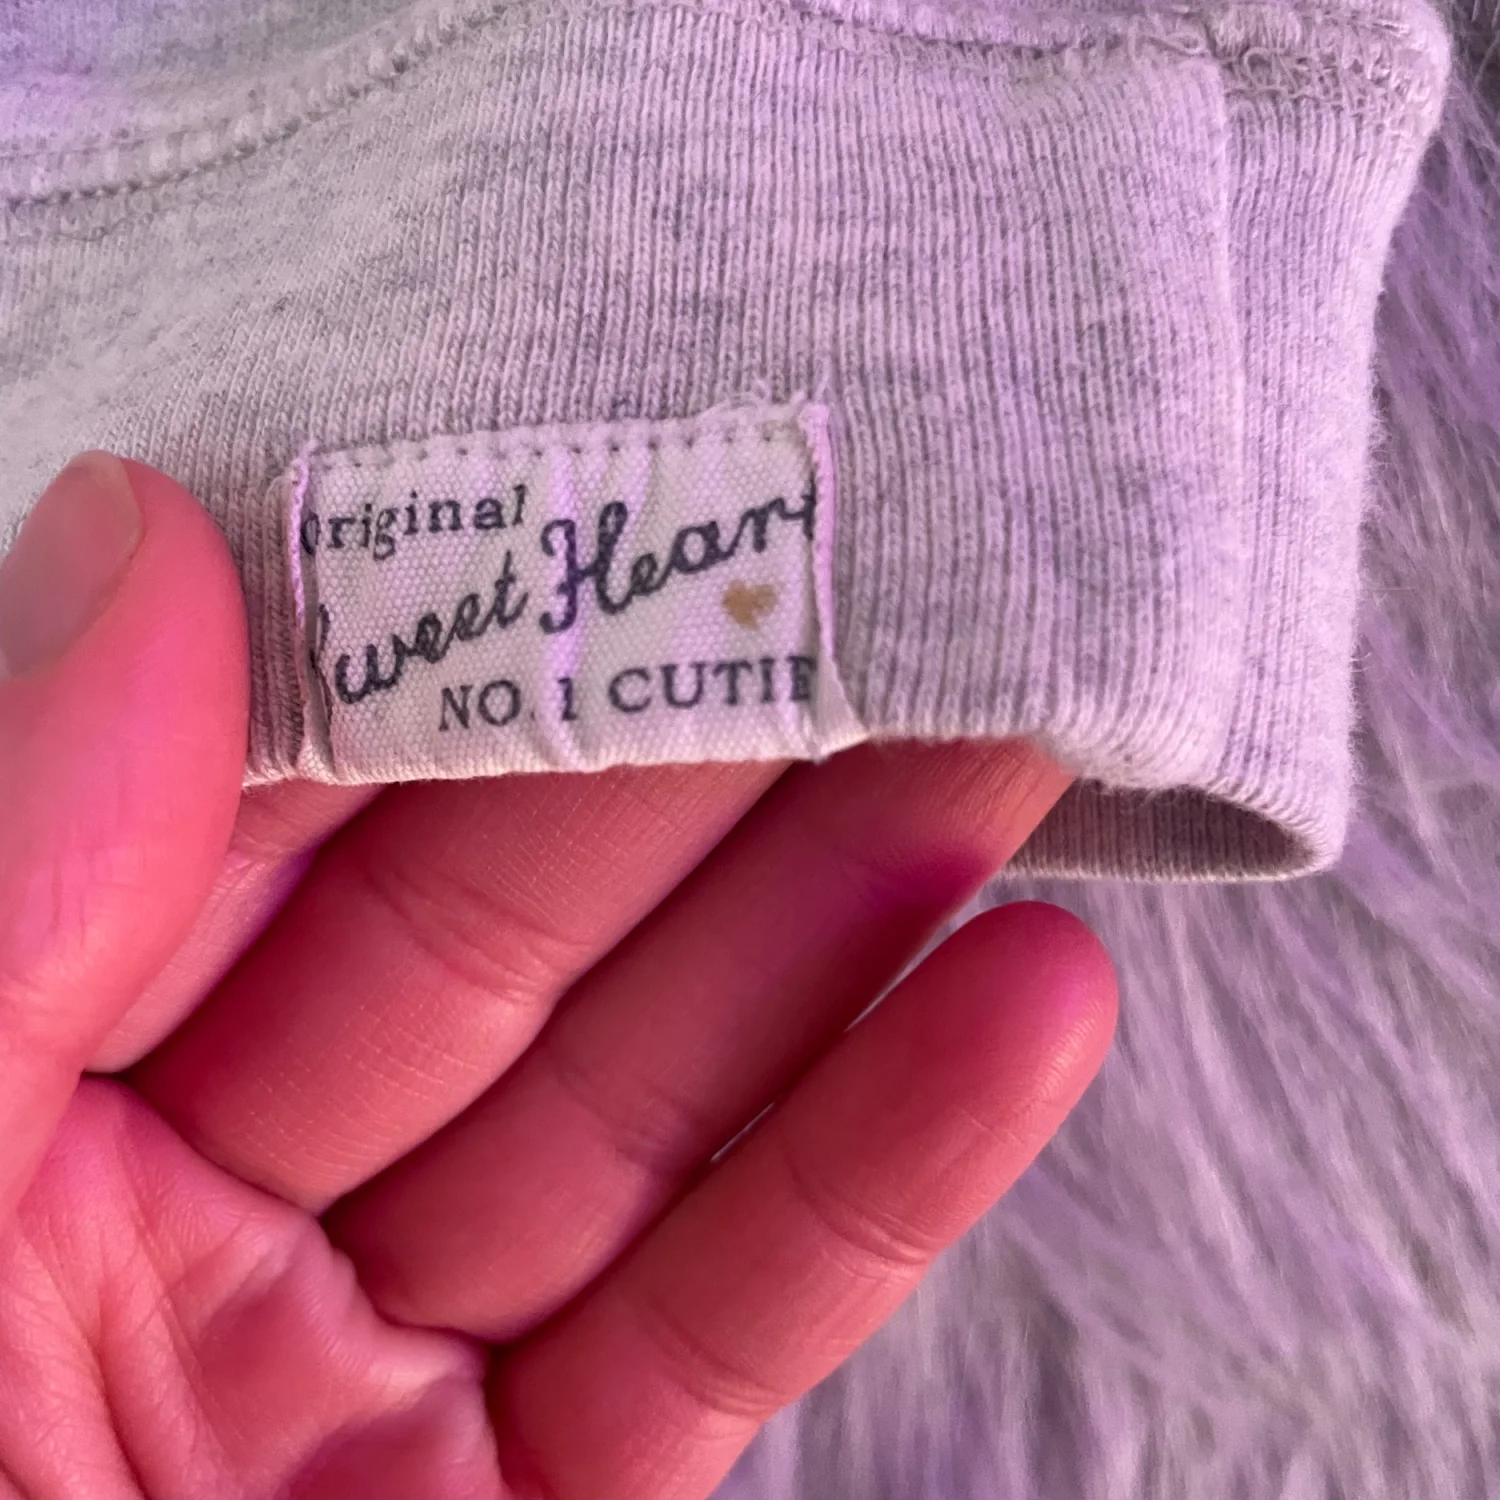 Original
Sweet Heart
NO. 1 CUTIE